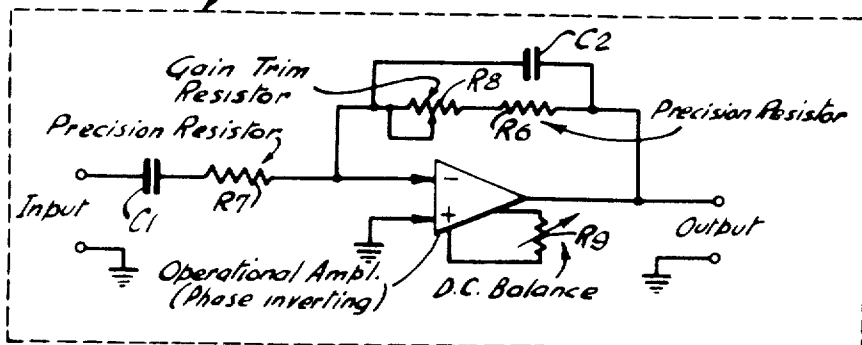 C2
Gain Trim
Resistor
R8
Precision Resistor
R6
Precision Resistor
Input
C1
R7
−
+
Operational Ampl.
(Phase inverting)
R9
D.C. Balance
Output